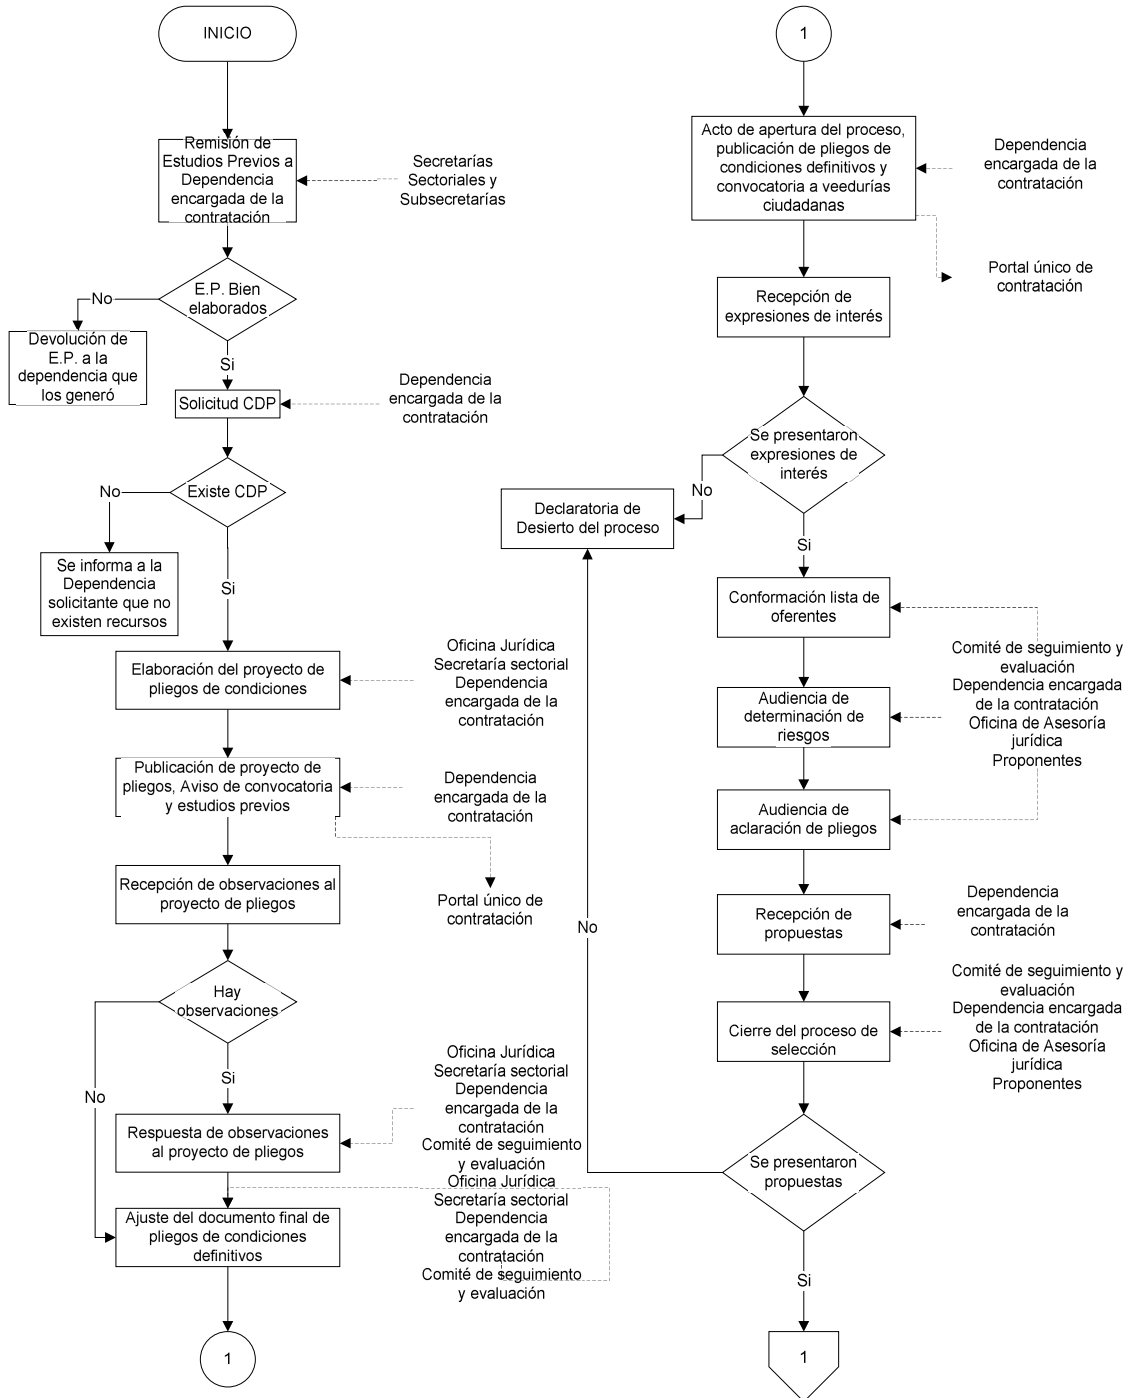 INICIO
Remisión de
Estudios Previos a
Dependencia
encargada de la
contratación
Secretarías
Sectoriales y
Subsecretarías
E.P. Bien
elaborados
No
Devolución de
E.P. a la
dependencia que
los generó
Si
Solicitud CDP
Dependencia
encargada de la
contratación
Existe CDP
No
Se informa a la
Dependencia
solicitante que no
existen recursos
Si
Elaboración del proyecto de
pliegos de condiciones
Oficina Jurídica
Secretaría sectorial
Dependencia
encargada de la
contratación
Publicación de proyecto de
pliegos, Aviso de convocatoria
y estudios previos
Dependencia
encargada de la
contratación
Portal único de
contratación
Recepción de observaciones al
proyecto de pliegos
Hay
observaciones
Si
No
Respuesta de observaciones
al proyecto de pliegos
Oficina Jurídica
Secretaría sectorial
Dependencia
encargada de la
contratación
Comité de seguimiento
y evaluación
Ajuste del documento final de
pliegos de condiciones
definitivos
Oficina Jurídica
Secretaría sectorial
Dependencia
encargada de la
contratación
Comité de seguimiento
y evaluación
1
1
Acto de apertura del proceso,
publicación de pliegos de
condiciones definitivos y
convocatoria a veedurías
ciudadanas
Dependencia
encargada de la
contratación
Portal único de
contratación
Recepción de
expresiones de interés
Se presentaron
expresiones de
interés
No
Declaratoria de
Desierto del proceso
Si
Conformación lista de
oferentes
Audiencia de
determinación de
riesgos
Comité de seguimiento y
evaluación
Dependencia encargada
de la contratación
Oficina de Asesoría
jurídica
Proponentes
Audiencia de
aclaración de pliegos
Recepción de
propuestas
Dependencia
encargada de la
contratación
Cierre del proceso de
selección
Comité de seguimiento y
evaluación
Dependencia encargada
de la contratación
Oficina de Asesoría
jurídica
Proponentes
Se presentaron
propuestas
No
Si
1